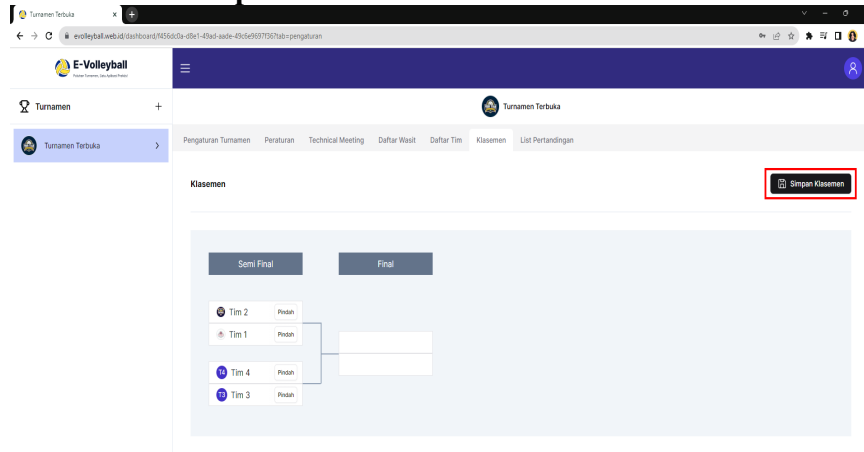 Turnamen Terbuka
evolleyball.web.id/dashboard/f456dc0a-d8e1-49ad-aade-49c6e9697f36?tab=pengaturan
E-Volleyball
Turnamen
Turnamen Terbuka
Turnamen Terbuka
Pengaturan Turnamen Peraturan Technical Meeting Daftar Wasit Daftar Tim Klasemen List Pertandingan
Klasemen
Simpan Klasemen
Semi Final Final
Tim 2 Pindah
Tim 1 Pindah
T4 Tim 4 Pindah
T3 Tim 3 Pindah